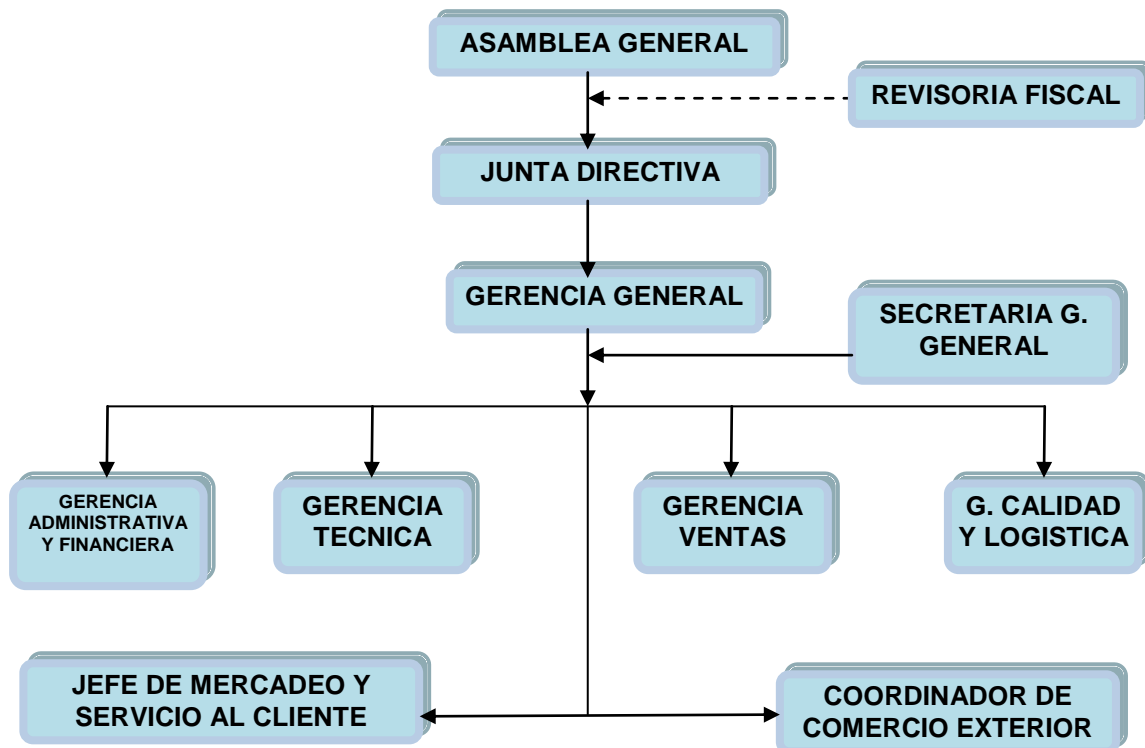 ASAMBLEA GENERAL
REVISORIA FISCAL
JUNTA DIRECTIVA
GERENCIA GENERAL
SECRETARIA G.
GENERAL
GERENCIA
ADMINISTRATIVA
Y FINANCIERA
GERENCIA
TECNICA
GERENCIA
VENTAS
G. CALIDAD
Y LOGISTICA
JEFE DE MERCADEO Y
SERVICIO AL CLIENTE
COORDINADOR DE
COMERCIO EXTERIOR